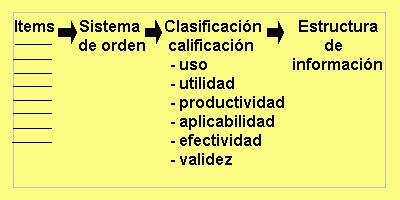 Items
Sistema
de orden
Clasificación
calificación
- uso
- utilidad
- productividad
- aplicabilidad
- efectividad
- validez
Estructura
de
información